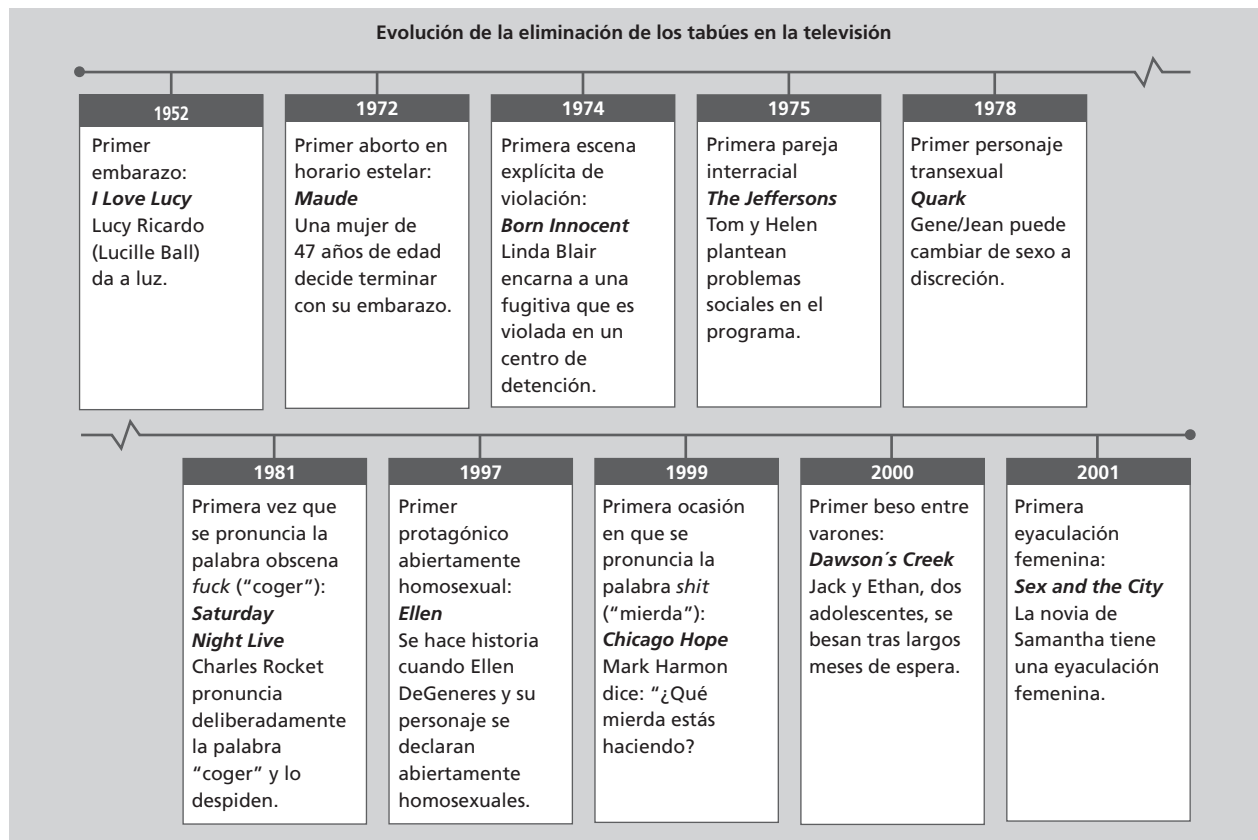 Evolución de la eliminación de los tabúes en la televisión
1952
Primer
embarazo:
I Love Lucy
Lucy Ricardo
(Lucille Ball)
da a luz.
1972
Primer aborto en
horario estelar:
Maude
Una mujer de
47 años de edad
decide terminar
con su embarazo.
1974
Primera escena
explícita de
violación:
Born Innocent
Linda Blair
encarna a una
fugitiva que es
violada en un
centro de
detención.
1975
Primera pareja
interracial
The Jeffersons
Tom y Helen
plantean
problemas
sociales en el
programa.
1978
Primer personaje
transexual
Quark
Gene/Jean puede
cambiar de sexo a
discreción.
1981
Primera vez que
se pronuncia la
palabra obscena
fuck (“coger”):
Saturday
Night Live
Charles Rocket
pronuncia
deliberadamente
la palabra
“coger” y lo
despiden.
1997
Primer
protagónico
abiertamente
homosexual:
Ellen
Se hace historia
cuando Ellen
DeGeneres y su
personaje se
declaran
abiertamente
homosexuales.
1999
Primera ocasión
en que se
pronuncia la
palabra shit
(“mierda”):
Chicago Hope
Mark Harmon
dice: “¿Qué
mierda estás
haciendo?
2000
Primer beso entre
varones:
Dawson´s Creek
Jack y Ethan, dos
adolescentes, se
besan tras largos
meses de espera.
2001
Primera
eyaculación
femenina:
Sex and the City
La novia de
Samantha tiene
una eyaculación
femenina.